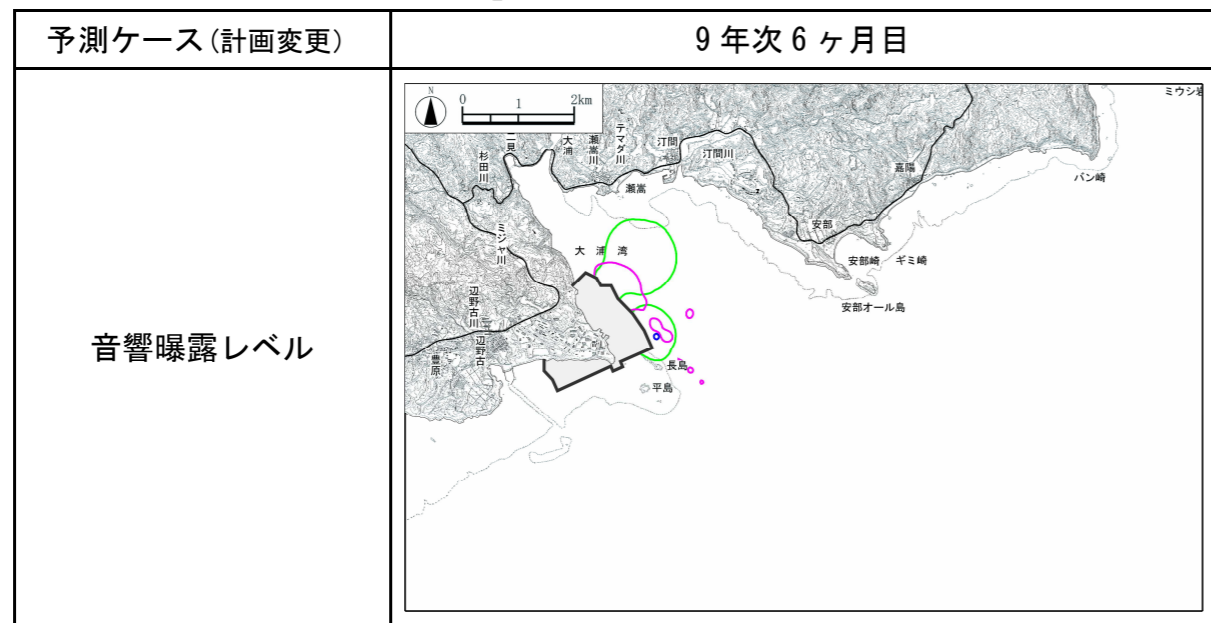 予測ケース(計画変更)
9年次6ヶ月目
音響曝露レベル
N
0 1 2km
ミウシ岩
杉田川
二見
大浦
瀬嵩川
テマダ川
汀間
汀間川
嘉陽
バン崎
瀬嵩
ミジャ川
大浦湾
安部
安部崎
ギミ崎
安部オール島
辺野古川
辺野古
豊原
長島
平島